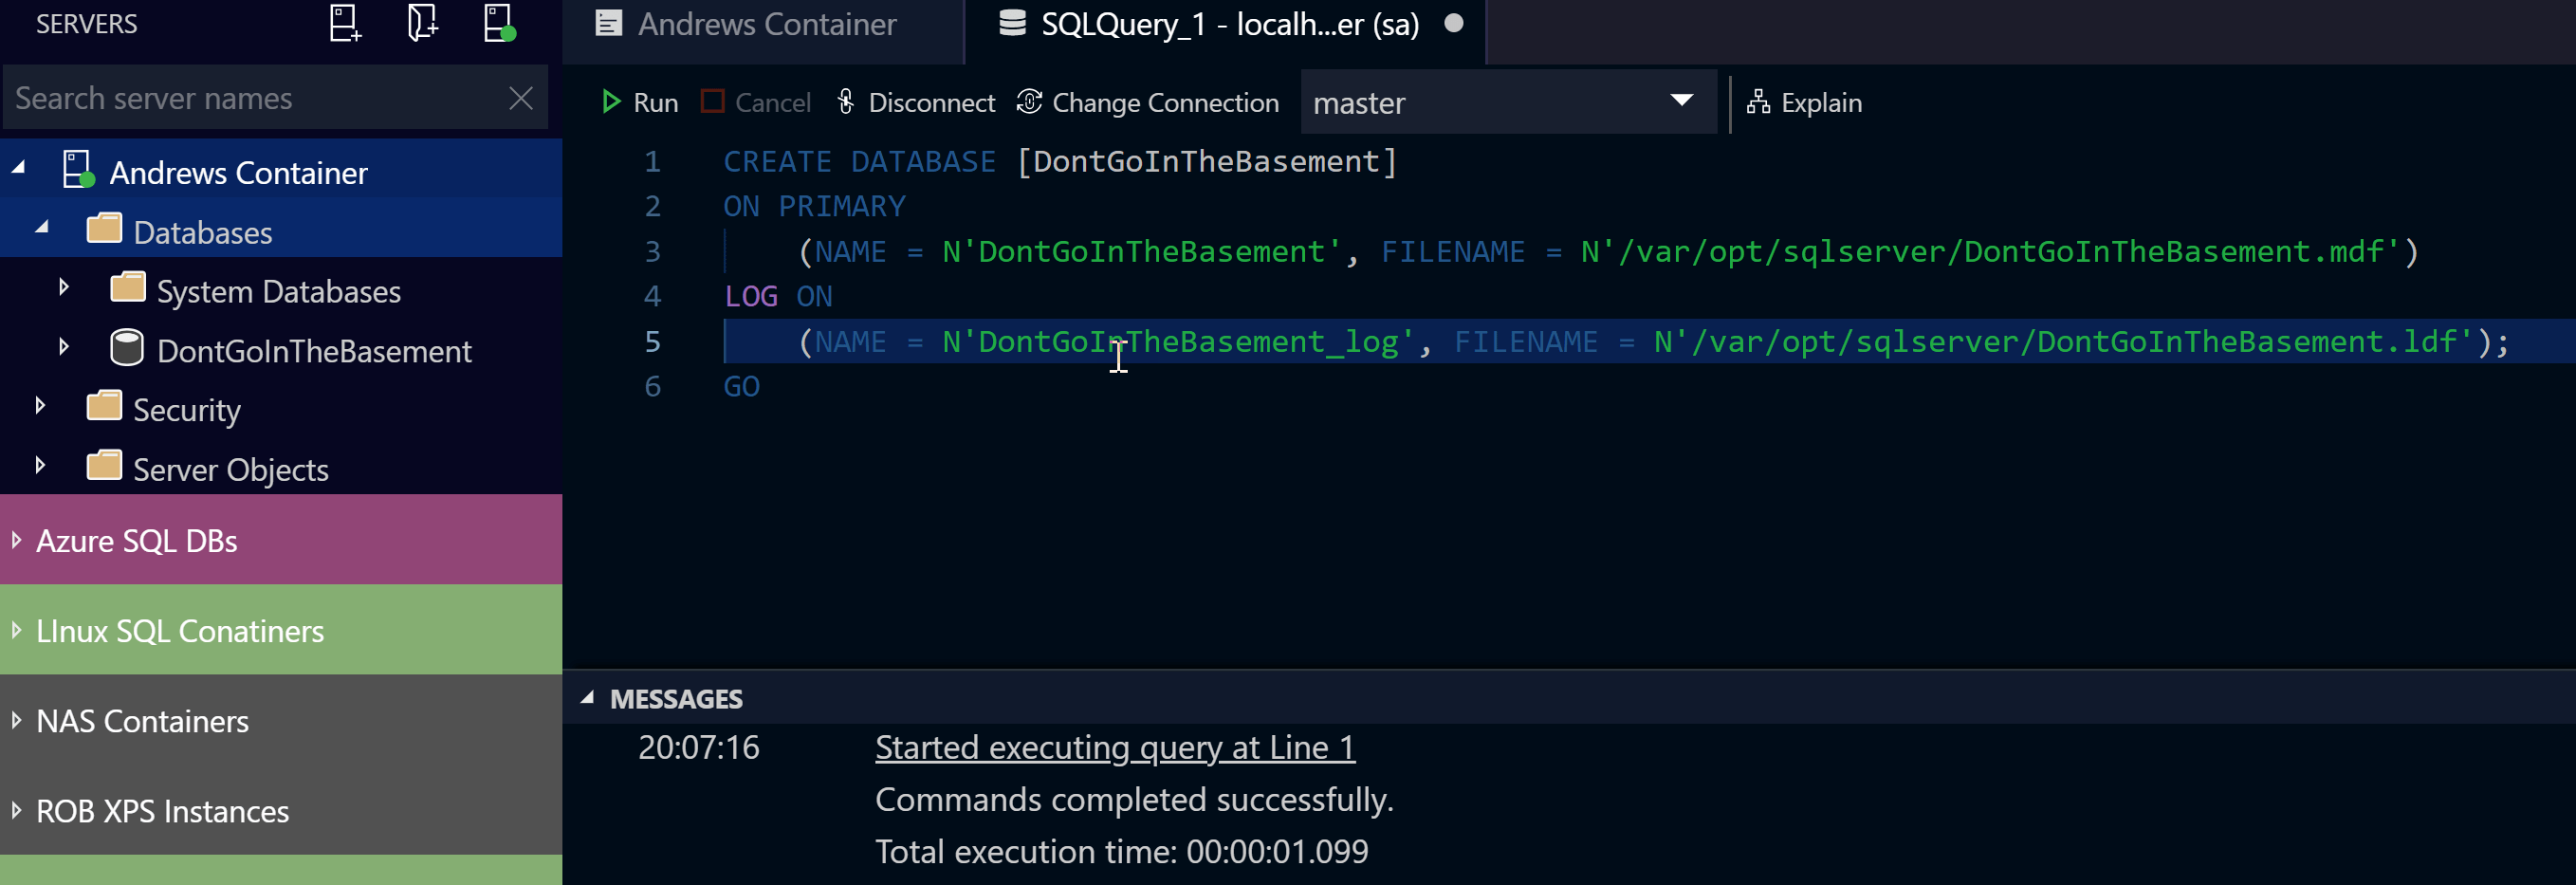 SERVERS
Search server names
Andrews Container
Databases
System Databases
DontGoInTheBasement
Security
Server Objects
Azure SQL DBs
LInux SQL Conatiners
NAS Containers
ROB XPS Instances
Andrews Container
SQLQuery_1 - localh...er (sa)
Run Cancel Disconnect Change Connection master Explain
1 CREATE DATABASE [DontGoInTheBasement]
2 ON PRIMARY
3 (NAME = N'DontGoInTheBasement', FILENAME = N'/var/opt/sqlserver/DontGoInTheBasement.mdf')
4 LOG ON
5 (NAME = N'DontGoInTheBasement_log', FILENAME = N'/var/opt/sqlserver/DontGoInTheBasement.ldf');
6 GO
MESSAGES
20:07:16 Started executing query at Line 1
Commands completed successfully.
Total execution time: 00:00:01.099